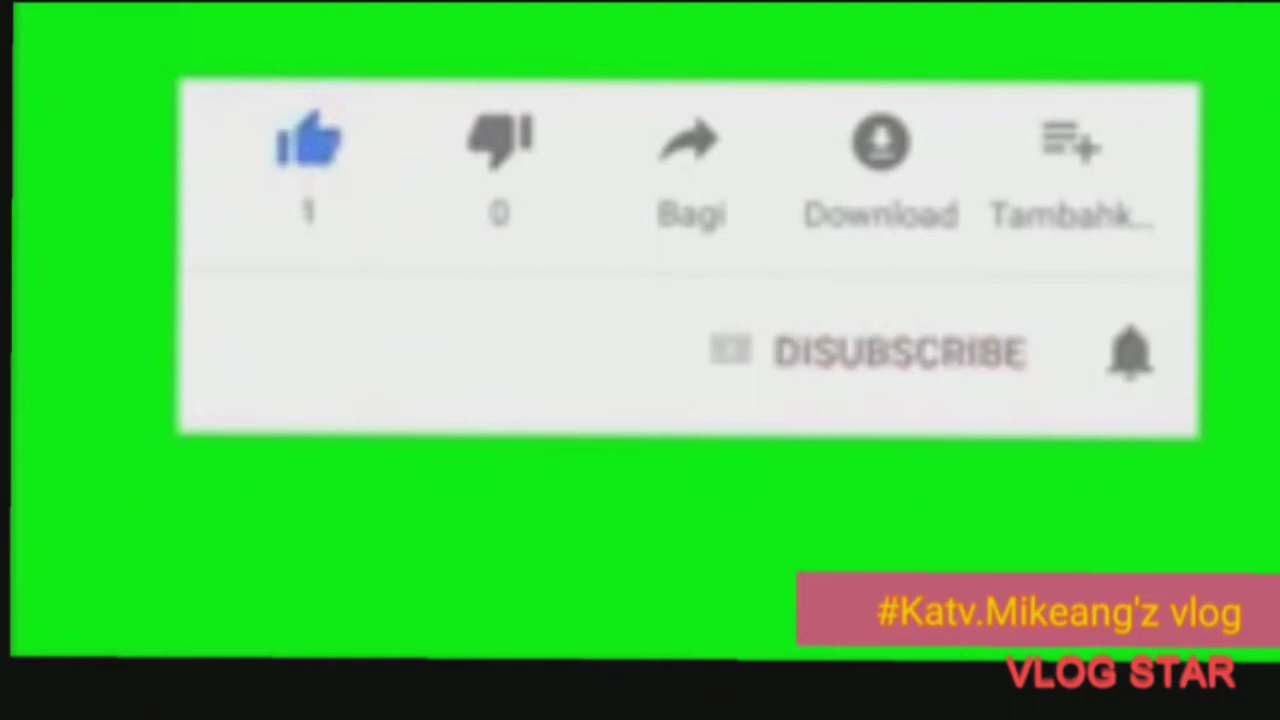 1 0 Bagi Download Tambahk...
DISUBSCRIBE
#Katv.Mikeang'z vlog
VLOG STAR